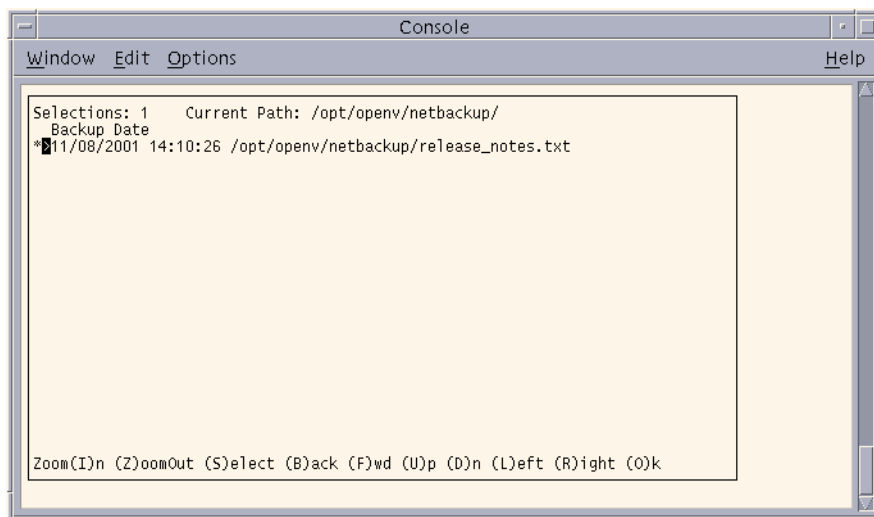 Console
Window Edit Options Help
Selections: 1 Current Path: /opt/openv/netbackup/
Backup Date
*>11/08/2001 14:10:26 /opt/openv/netbackup/release_notes.txt
Zoom(I)n (Z)oomOut (S)elect (B)ack (F)wd (U)p (D)n (L)eft (R)ight (O)k